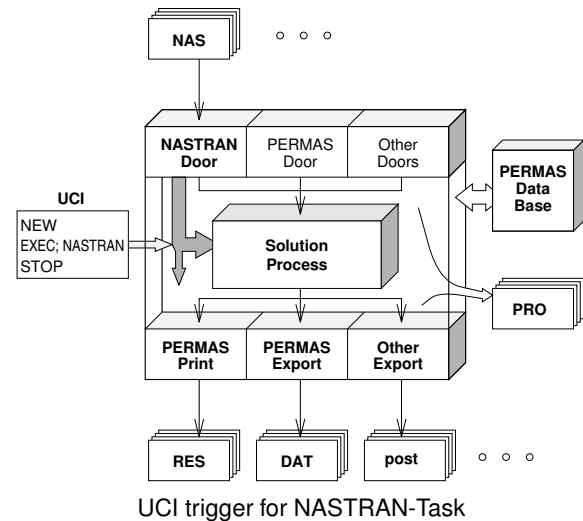 NAS
NASTRAN
Door
PERMAS
Door
Other
Doors
PERMAS
Data
Base
UCI
NEW
EXEC; NASTRAN
STOP
Solution
Process
PRO
PERMAS
Print
PERMAS
Export
Other
Export
RES
DAT
post
UCI trigger for NASTRAN-Task